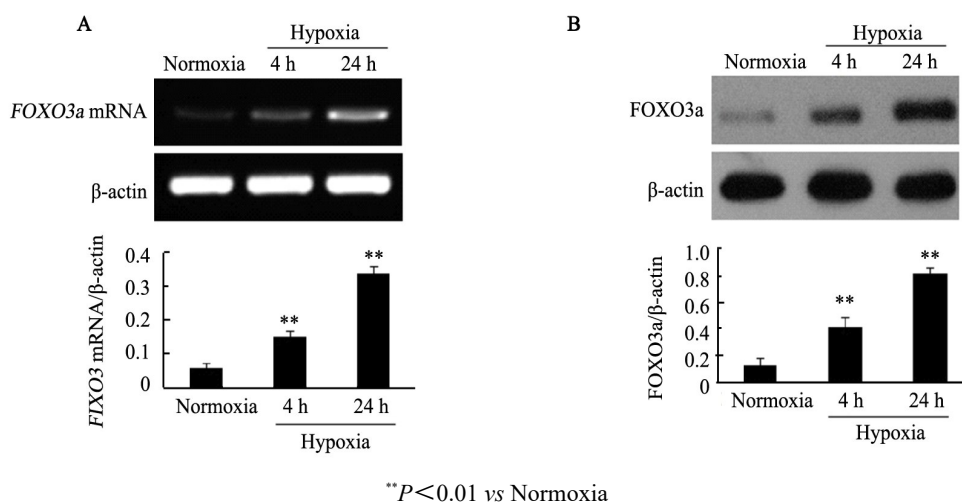 A
Hypoxia
Normoxia 4 h 24 h
FOXO3a mRNA
β-actin
FIXO3 mRNA/β-actin
0.4
0.3
0.2
0.1
0
** **
Normoxia 4 h 24 h
Hypoxia
B
Hypoxia
Normoxia 4 h 24 h
FOXO3a
β-actin
FOXO3a/β-actin
1.0
0.8
0.6
0.4
0.2
0
** **
Normoxia 4 h 24 h
Hypoxia
**P<0.01 vs Normoxia